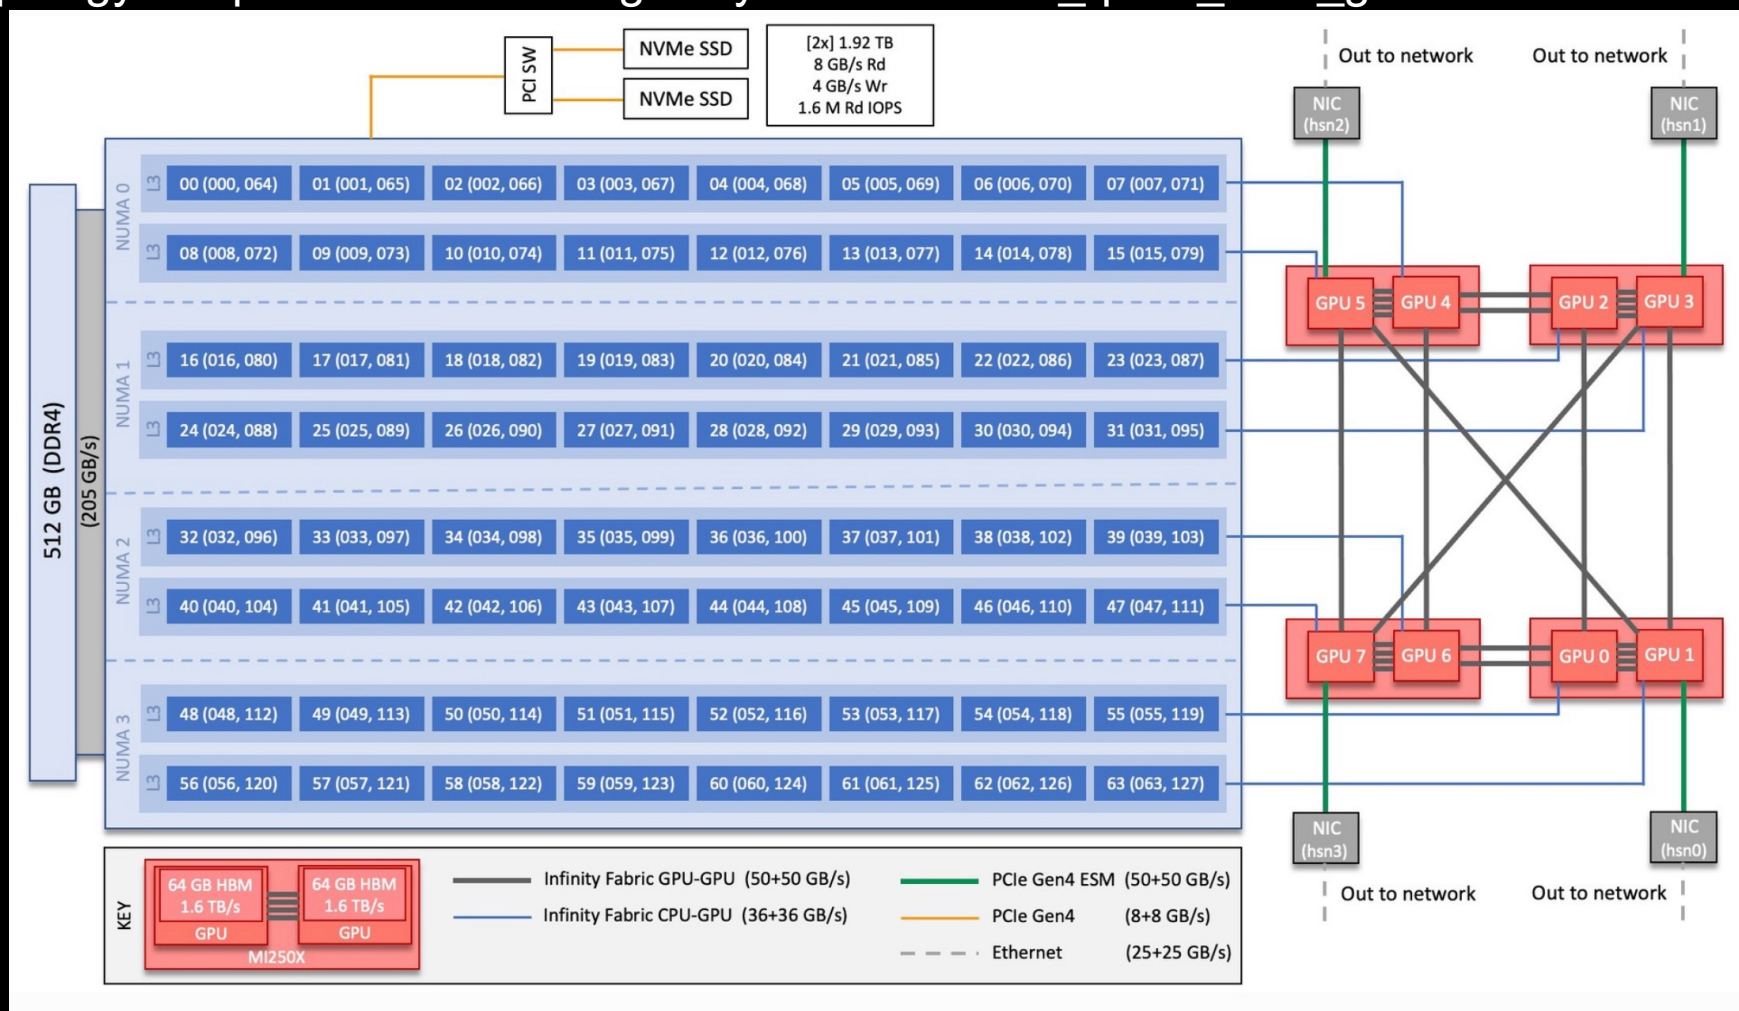 NVMe SSD
PCI SW
NVMe SSD
[2x] 1.92 TB
8 GB/s Rd
4 GB/s Wr
1.6 M Rd IOPS
Out to network
Out to network
NIC
(hsn2)
NIC
(hsn1)
512 GB (DDR4)
(205 GB/s)
NUMA 0
L3 00 (000, 064) 01 (001, 065) 02 (002, 066) 03 (003, 067) 04 (004, 068) 05 (005, 069) 06 (006, 070) 07 (007, 071)
L3 08 (008, 072) 09 (009, 073) 10 (010, 074) 11 (011, 075) 12 (012, 076) 13 (013, 077) 14 (014, 078) 15 (015, 079)
NUMA 1
L3 16 (016, 080) 17 (017, 081) 18 (018, 082) 19 (019, 083) 20 (020, 084) 21 (021, 085) 22 (022, 086) 23 (023, 087)
L3 24 (024, 088) 25 (025, 089) 26 (026, 090) 27 (027, 091) 28 (028, 092) 29 (029, 093) 30 (030, 094) 31 (031, 095)
NUMA 2
L3 32 (032, 096) 33 (033, 097) 34 (034, 098) 35 (035, 099) 36 (036, 100) 37 (037, 101) 38 (038, 102) 39 (039, 103)
L3 40 (040, 104) 41 (041, 105) 42 (042, 106) 43 (043, 107) 44 (044, 108) 45 (045, 109) 46 (046, 110) 47 (047, 111)
NUMA 3
L3 48 (048, 112) 49 (049, 113) 50 (050, 114) 51 (051, 115) 52 (052, 116) 53 (053, 117) 54 (054, 118) 55 (055, 119)
L3 56 (056, 120) 57 (057, 121) 58 (058, 122) 59 (059, 123) 60 (060, 124) 61 (061, 125) 62 (062, 126) 63 (063, 127)
GPU 5 GPU 4 GPU 2 GPU 3
GPU 7 GPU 6 GPU 0 GPU 1
NIC
(hsn3)
NIC
(hsn0)
Out to network
Out to network
KEY
64 GB HBM
1.6 TB/s
GPU
64 GB HBM
1.6 TB/s
GPU
MI250X
Infinity Fabric GPU-GPU (50+50 GB/s)
Infinity Fabric CPU-GPU (36+36 GB/s)
PCIe Gen4 ESM (50+50 GB/s)
PCIe Gen4 (8+8 GB/s)
Ethernet (25+25 GB/s)